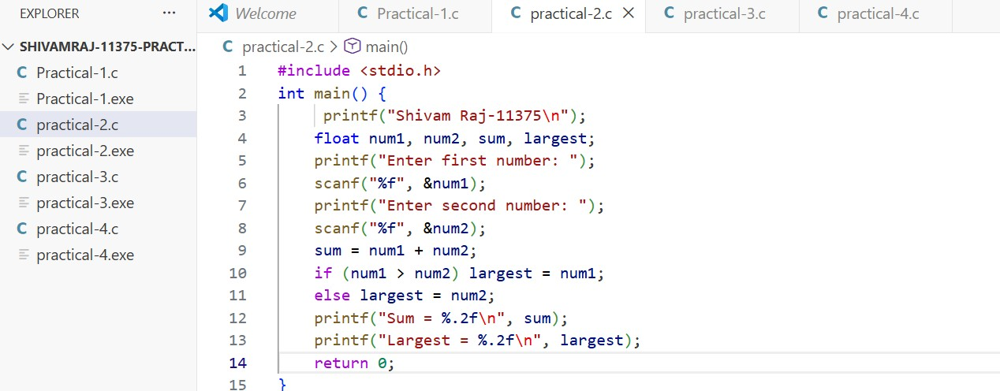 EXPLORER ...
SHIVAMRAJ-11375-PRACT...
C Practical-1.c
Practical-1.exe
C practical-2.c
practical-2.exe
C practical-3.c
practical-3.exe
C practical-4.c
practical-4.exe
Welcome C Practical-1.c C practical-2.c × C practical-3.c C practical-4.c
C practical-2.c > main()
1 #include <stdio.h>
2 int main() {
3 printf("Shivam Raj-11375\n");
4 float num1, num2, sum, largest;
5 printf("Enter first number: ");
6 scanf("%f", &num1);
7 printf("Enter second number: ");
8 scanf("%f", &num2);
9 sum = num1 + num2;
10 if (num1 > num2) largest = num1;
11 else largest = num2;
12 printf("Sum = %.2f\n", sum);
13 printf("Largest = %.2f\n", largest);
14 return 0;
15 }